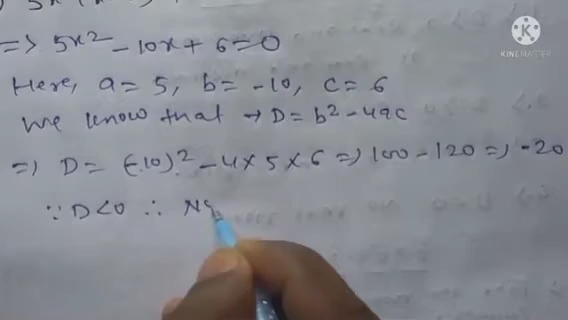 => 5x² - 10x + 6 = 0
Here, a = 5, b = -10, c = 6
We know that → D = b² - 4ac
=> D = (-10)² - 4 × 5 × 6 => 100 - 120 => -20
∵ D < 0 ∴
KINEMASTER